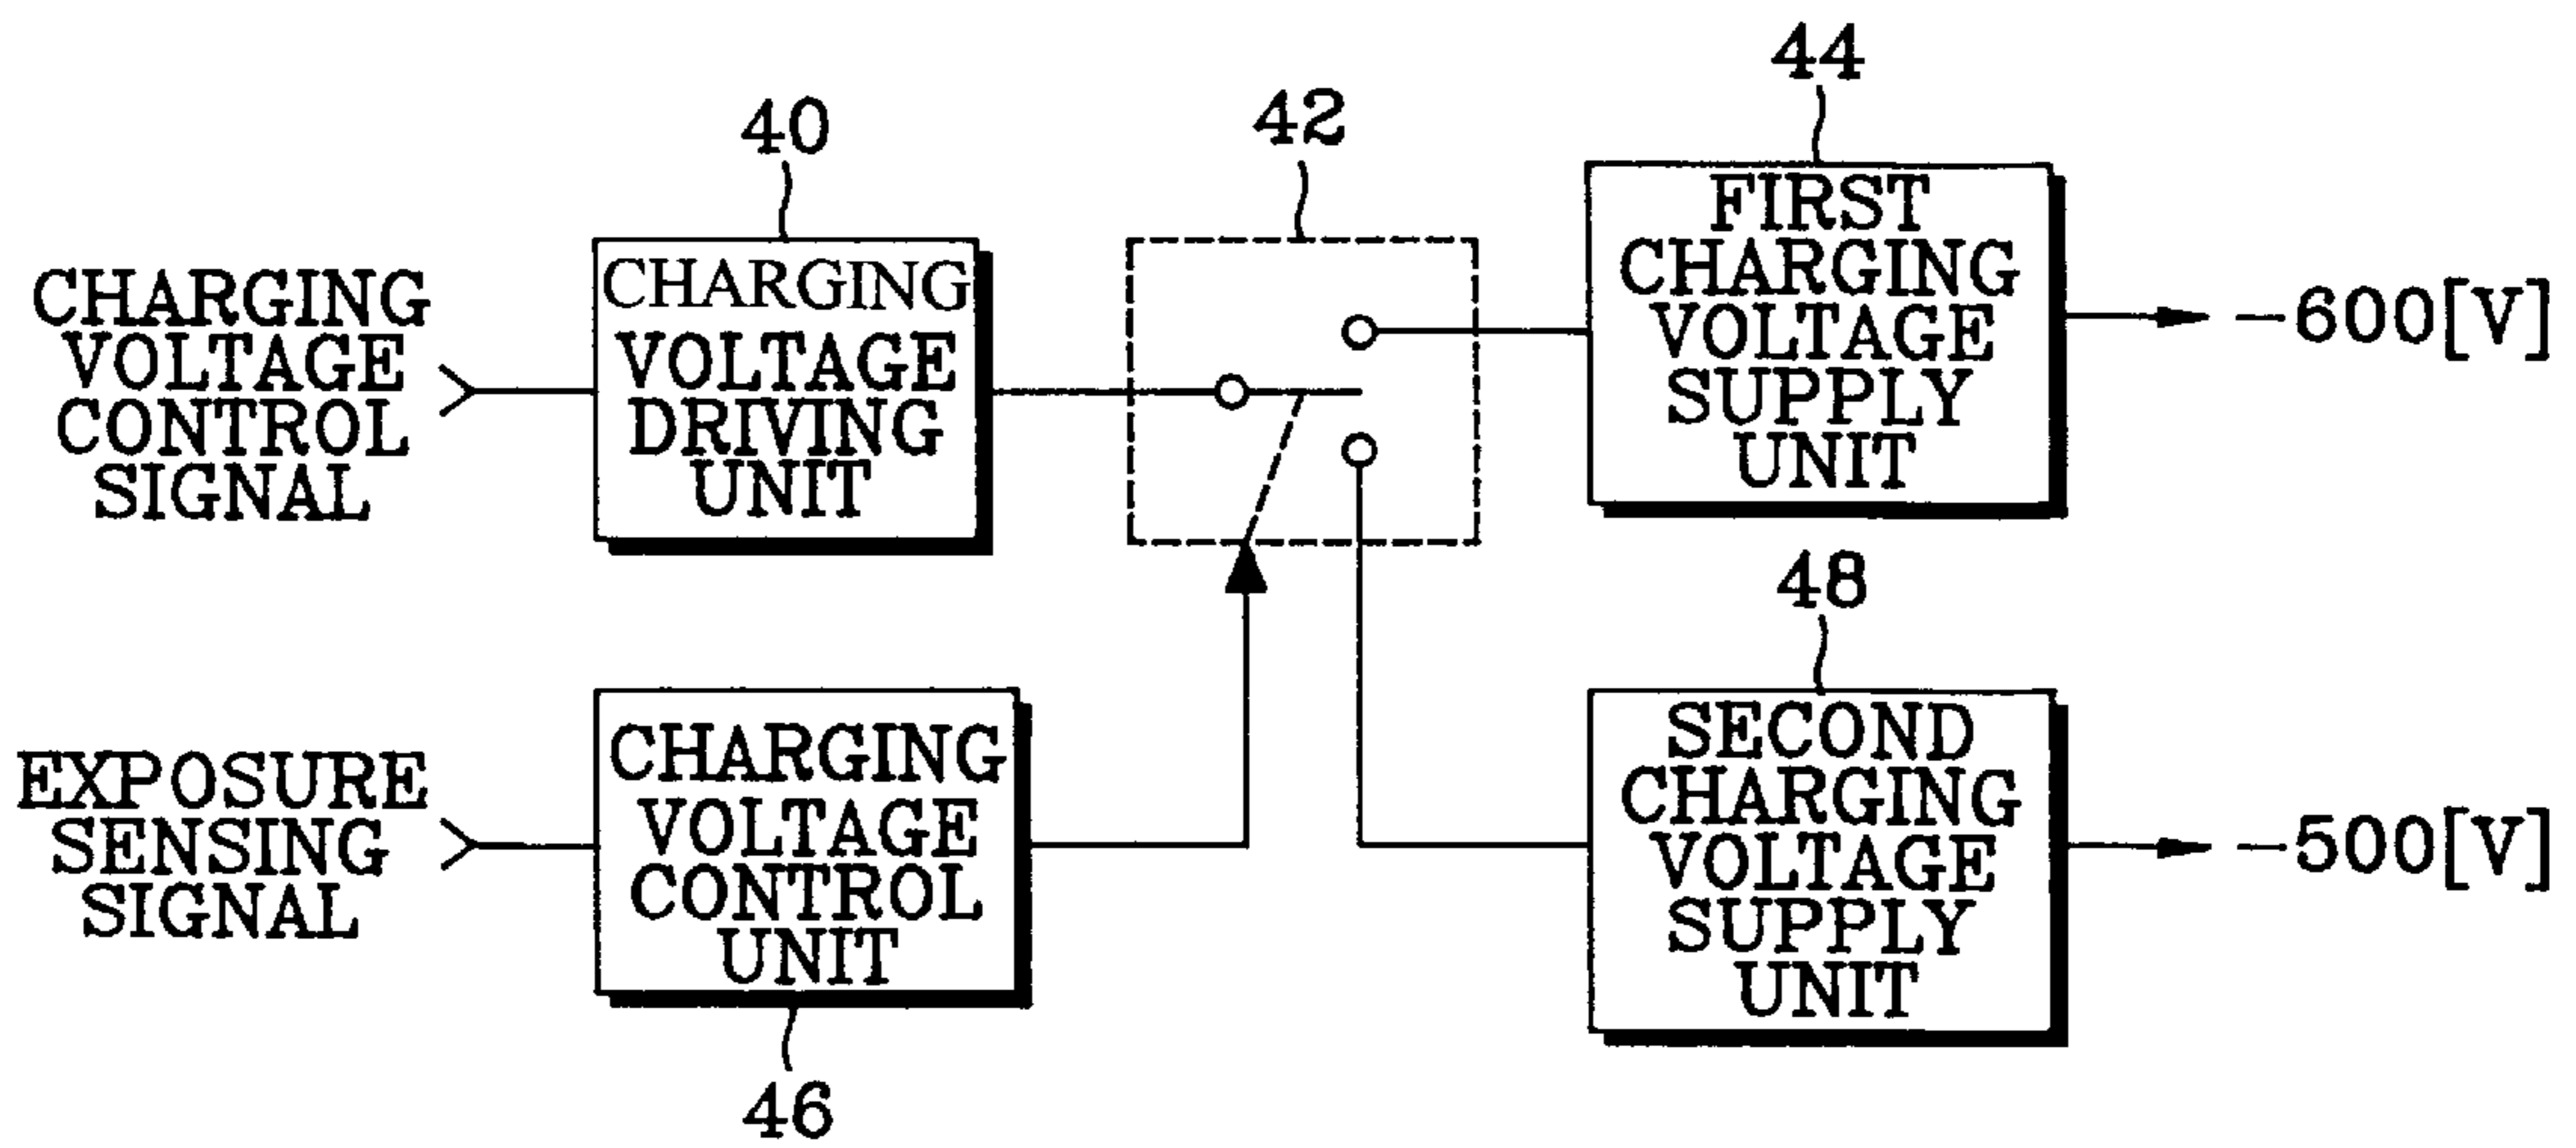 44
40
42
CHARGING
VOLTAGE
CONTROL
SIGNAL
CHARGING
VOLTAGE
DRIVING
UNIT
FIRST
CHARGING
VOLTAGE
SUPPLY
UNIT
-600[V]
48
EXPOSURE
SENSING
SIGNAL
CHARGING
VOLTAGE
CONTROL
UNIT
SECOND
CHARGING
VOLTAGE
SUPPLY
UNIT
-500[V]
46